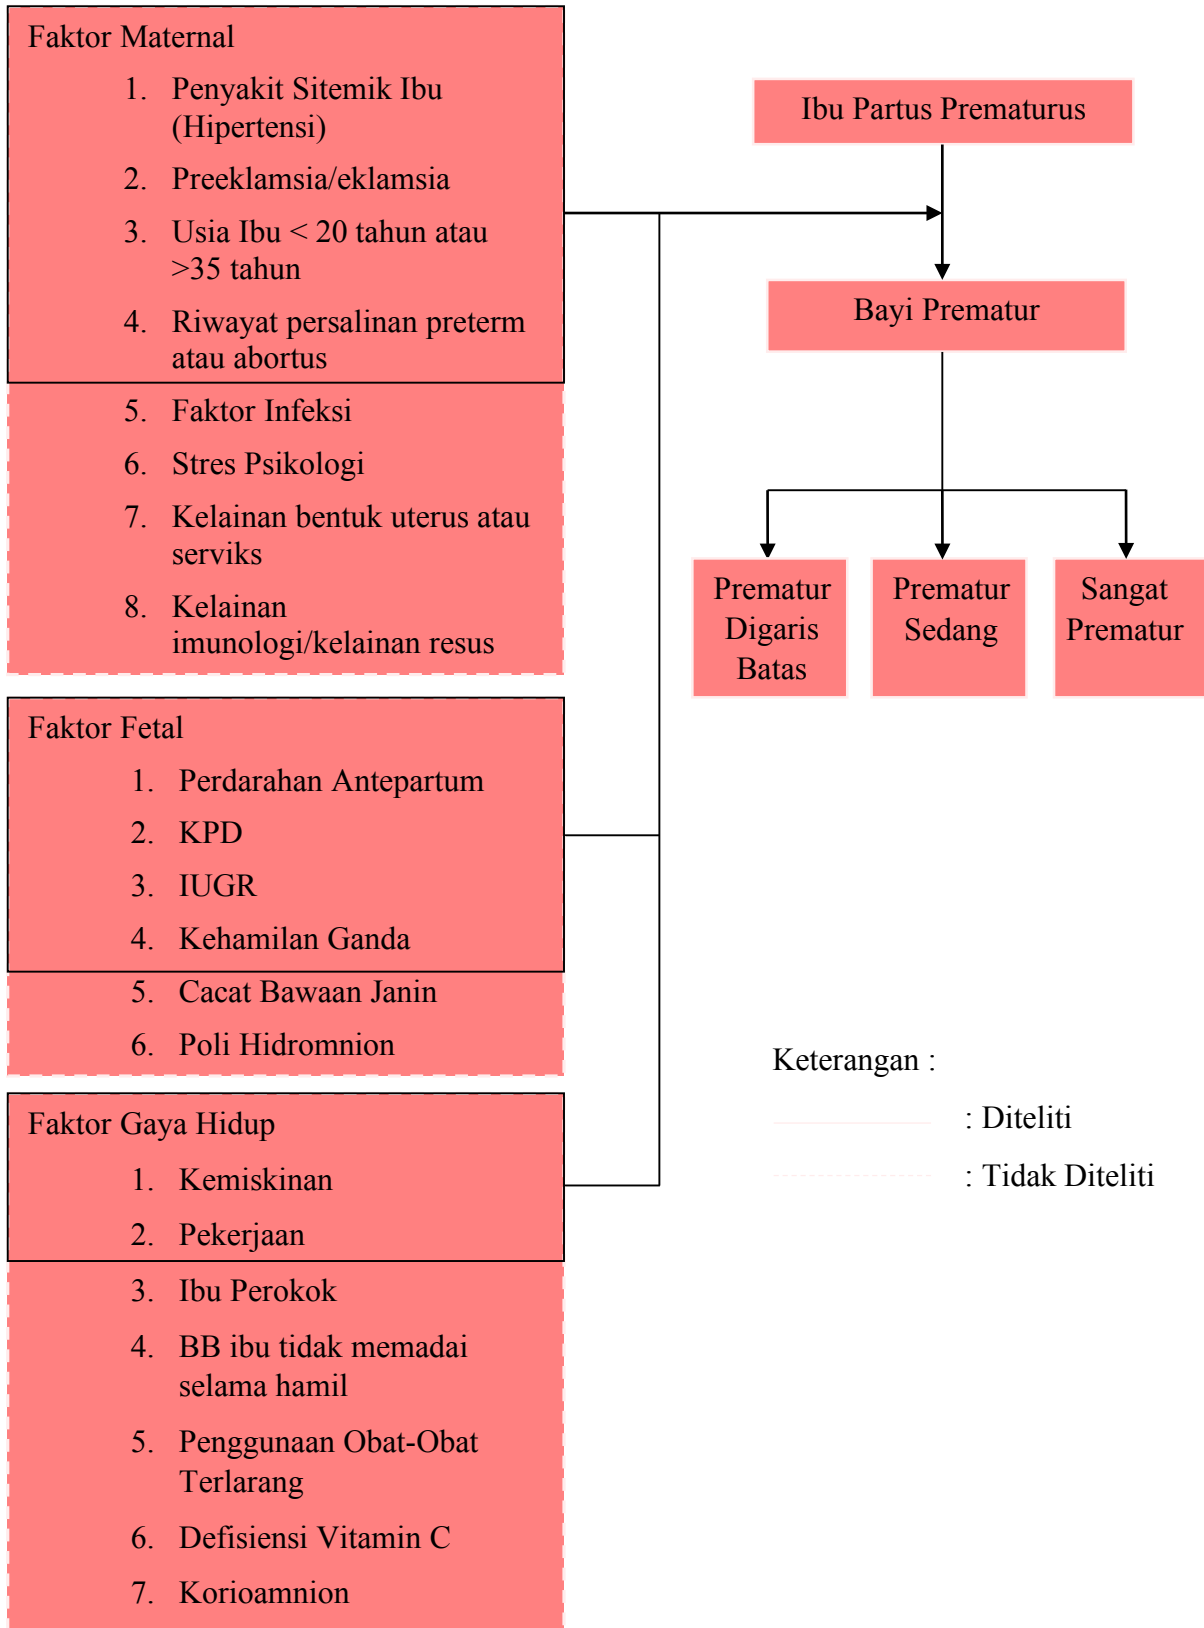 Faktor Maternal
1. Penyakit Sitemik Ibu
(Hipertensi)
2. Preeklamsia/eklamsia
3. Usia Ibu < 20 tahun atau
>35 tahun
4. Riwayat persalinan preterm
atau abortus
5. Faktor Infeksi
6. Stres Psikologi
7. Kelainan bentuk uterus atau
serviks
8. Kelainan
imunologi/kelainan resus
Faktor Fetal
1. Perdarahan Antepartum
2. KPD
3. IUGR
4. Kehamilan Ganda
5. Cacat Bawaan Janin
6. Poli Hidromnion
Faktor Gaya Hidup
1. Kemiskinan
2. Pekerjaan
3. Ibu Perokok
4. BB ibu tidak memadai
selama hamil
5. Penggunaan Obat-Obat
Terlarang
6. Defisiensi Vitamin C
7. Korioamnion
Ibu Partus Prematurus
Bayi Prematur
Prematur
Digaris
Batas
Prematur
Sedang
Sangat
Prematur
Keterangan :
: Diteliti
: Tidak Diteliti